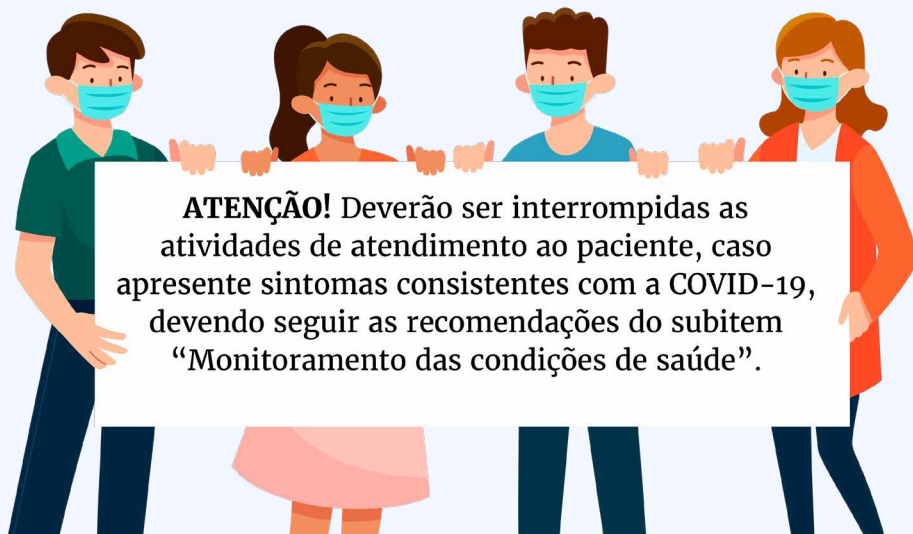 ATENÇÃO! Deverão ser interrompidas as
atividades de atendimento ao paciente, caso
apresente sintomas consistentes com a COVID-19,
devendo seguir as recomendações do subitem
“Monitoramento das condições de saúde”.